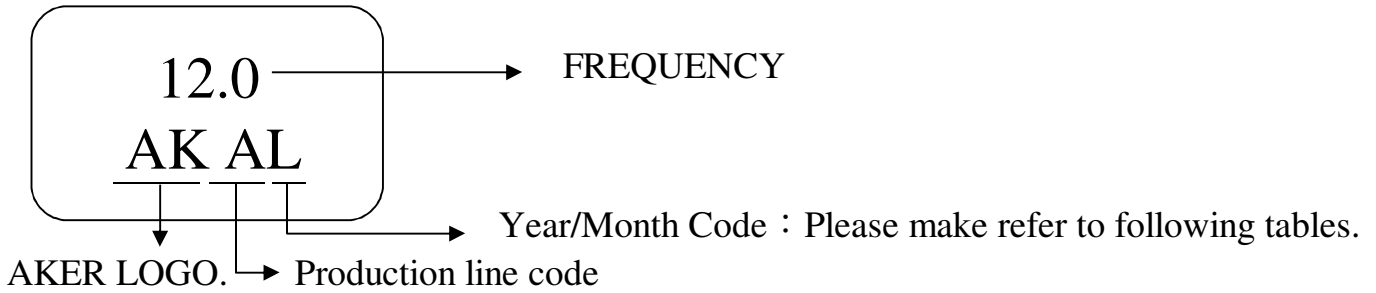 12.0 FREQUENCY
AK AL
Year/Month Code：Please make refer to following tables.
AKER LOGO. Production line code